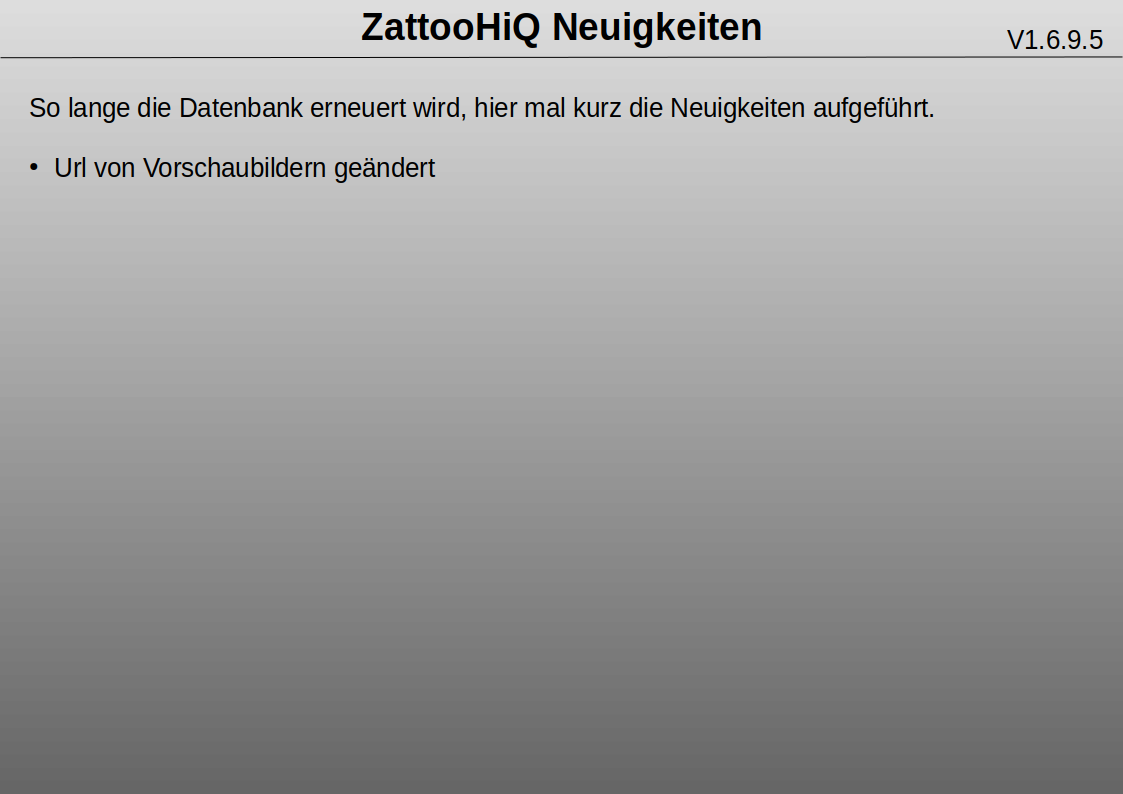 ZattooHiQ Neuigkeiten
V1.6.9.5
So lange die Datenbank erneuert wird, hier mal kurz die Neuigkeiten aufgeführt.
• Url von Vorschaubildern geändert